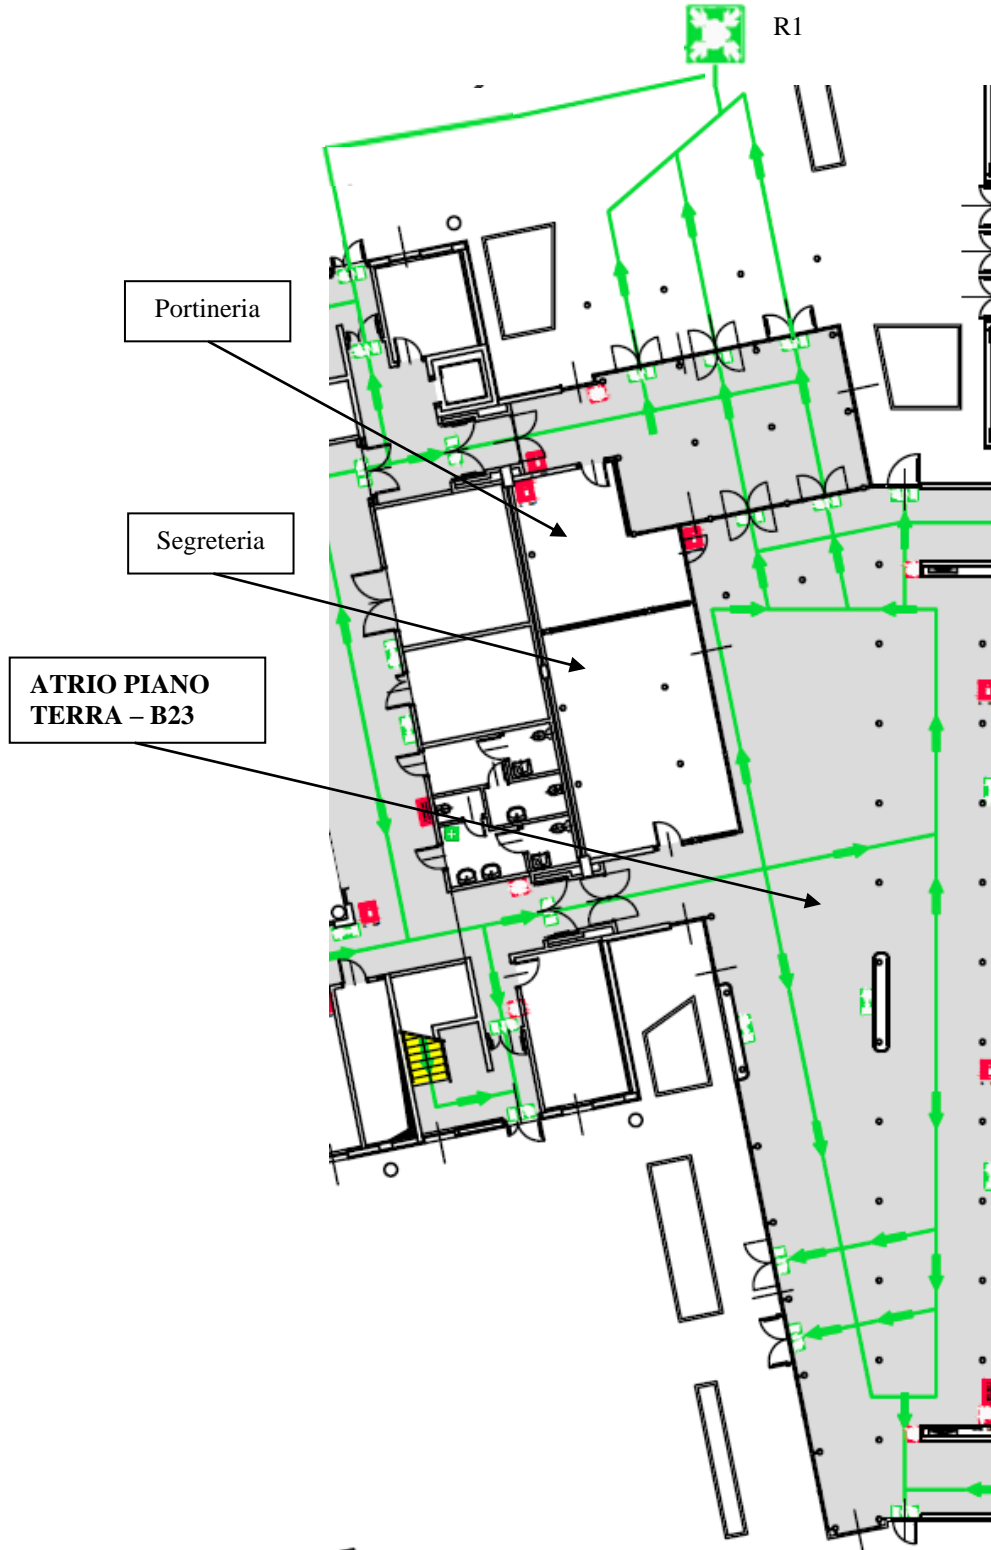 R1
Portineria
Segreteria
ATRIO PIANO
TERRA – B23